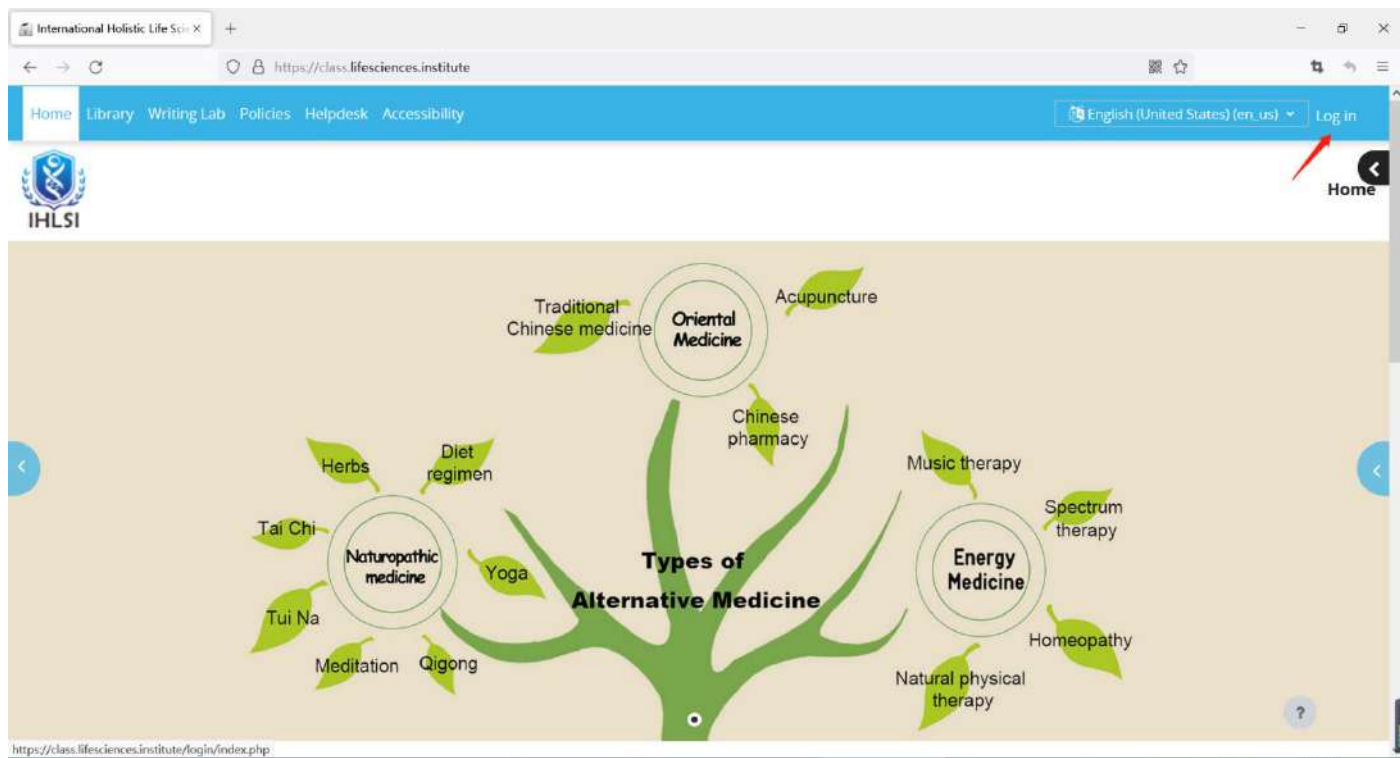 International Holistic Life Scie
https://class.lifesciences.institute
Home Library Writing Lab Policies Helpdesk Accessibility
English (United States) (en_us)
Log in
IHLSI
Home
Traditional
Chinese medicine
Oriental
Medicine
Acupuncture
Chinese
pharmacy
Herbs
Diet
regimen
Tai Chi
Naturopathic
medicine
Yoga
Tui Na
Meditation
Qigong
Types of
Alternative Medicine
Music therapy
Spectrum
therapy
Energy
Medicine
Homeopathy
Natural physical
therapy
?
https://class.lifesciences.institute/login/index.php